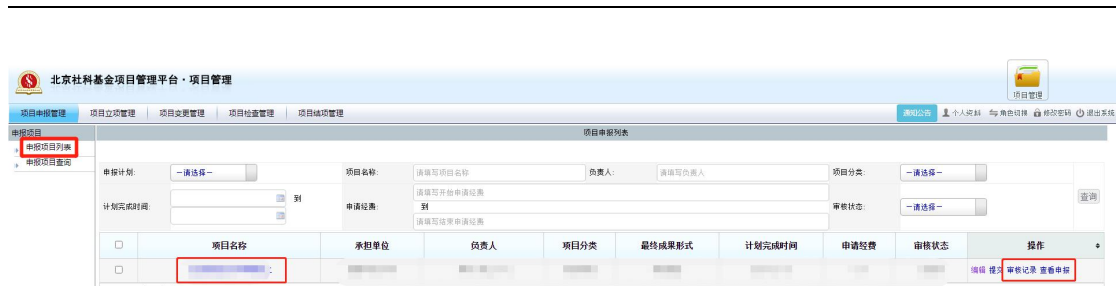 北京社科基金项目管理平台·项目管理
项目管理
项目申报管理 项目立项管理 项目变更管理 项目检查管理 项目结项管理 通知公告 个人资料 角色切换 修改密码 退出系统
申报项目 项目申报列表
申报项目列表
申报项目查询
申报计划: -请选择- 项目名称: 请填写项目名称 负责人: 请填写负责人 项目分类: -请选择-
计划完成时间: 到 申请经费: 请填写开始申请经费 到 请填写结束申请经费 审核状态: -请选择- 查询
项目名称 承担单位 负责人 项目分类 最终成果形式 计划完成时间 申请经费 审核状态 操作
编辑 提交 审核记录 查看申报